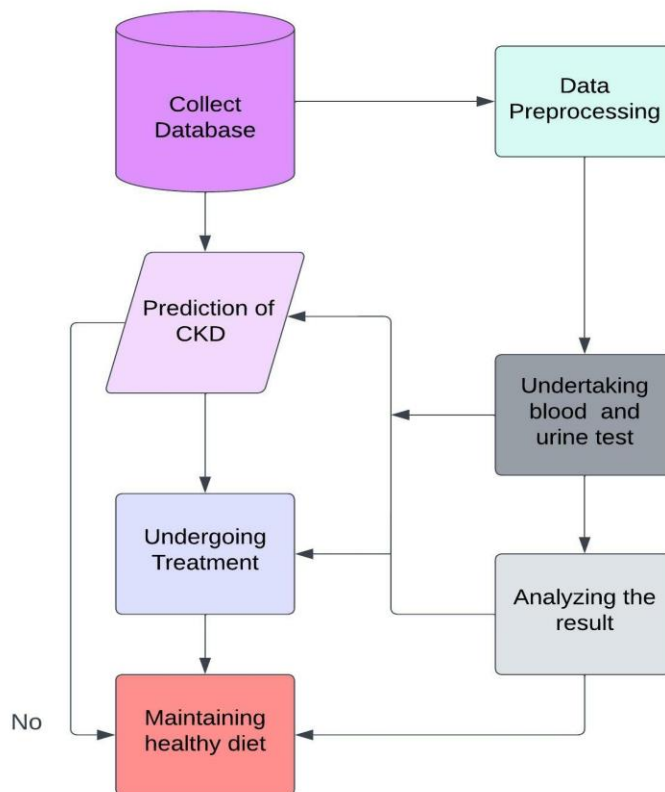 Collect
Database
Data
Preprocessing
Prediction of
CKD
Undertaking
blood and
urine test
Undergoing
Treatment
Analyzing the
result
Maintaining
healthy diet
No